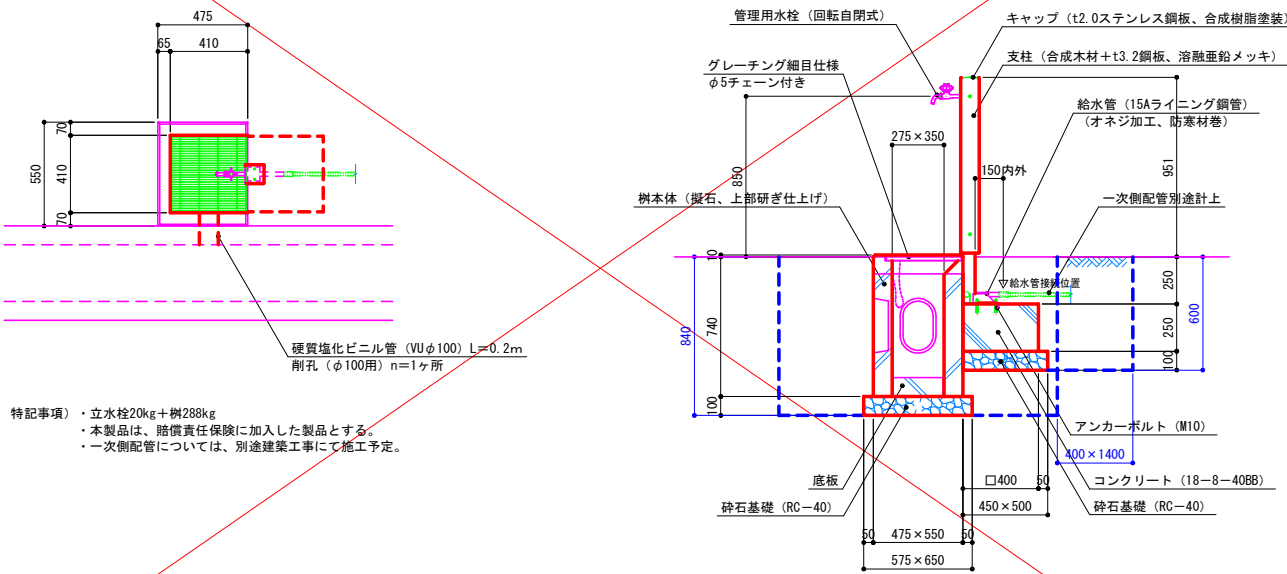 475
65
410
550
70
410
70
硬質塩化ビニル管（VUφ100）L＝0.2m
削孔（φ100用）n＝1ヶ所
特記事項）・立水栓20kg＋桝288kg
・本製品は、賠償責任保険に加入した製品とする。
・一次側配管については、別途建築工事にて施工予定。
管理用水栓（回転自閉式）
グレーチング細目仕様
φ5チェーン付き
275×350
850
桝本体（擬石、上部研ぎ仕上げ）
キャップ（t2.0ステンレス鋼板、合成樹脂塗装）
支柱（合成木材＋t3.2鋼板、溶融亜鉛メッキ）
給水管（15Aライニング鋼管）
（オネジ加工、防寒材巻）
150内外
951
一次側配管別途計上
▽給水管接続位置
10
740
840
100
250
250
100
600
アンカーボルト（M10）
400×1400
底板
□400
50
コンクリート（18－8－40BB）
砕石基礎（RC－40）
450×500
砕石基礎（RC－40）
50
475×550
50
575×650